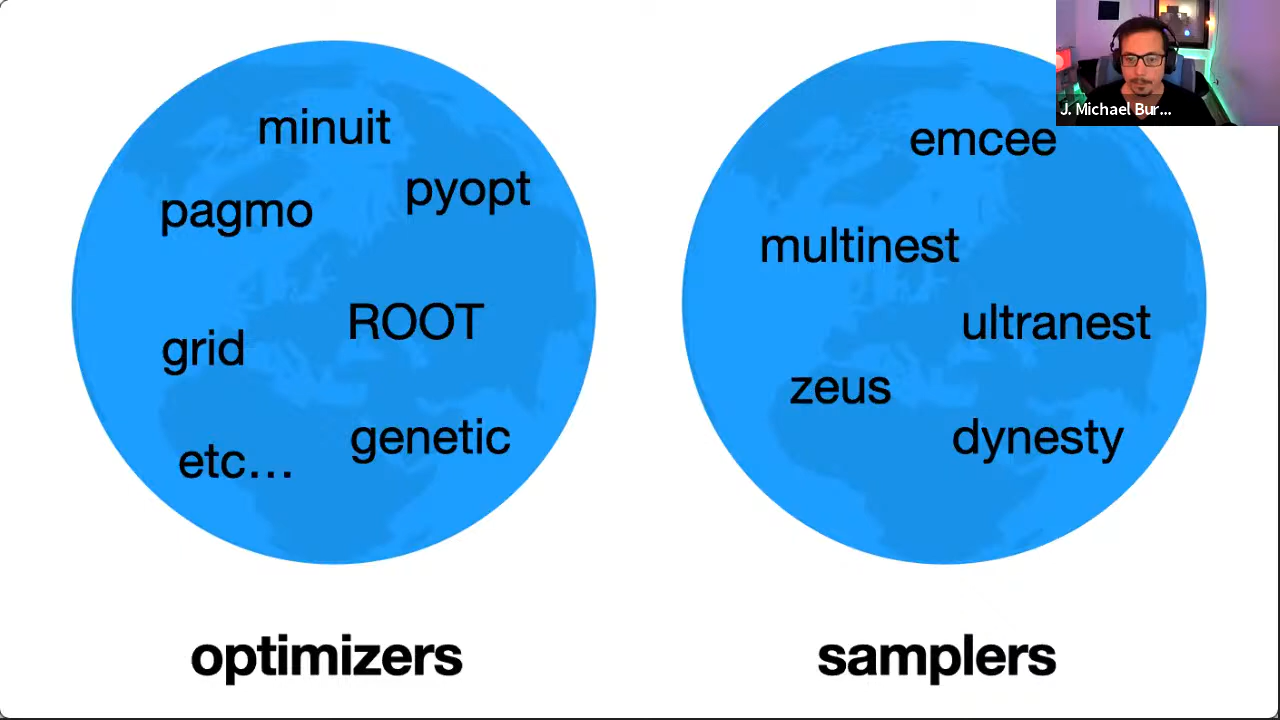 minuit
pyopt
pagmo
ROOT
grid
genetic
etc...
optimizers
emcee
multinest
ultranest
zeus
dynesty
samplers
J. Michael Bur...